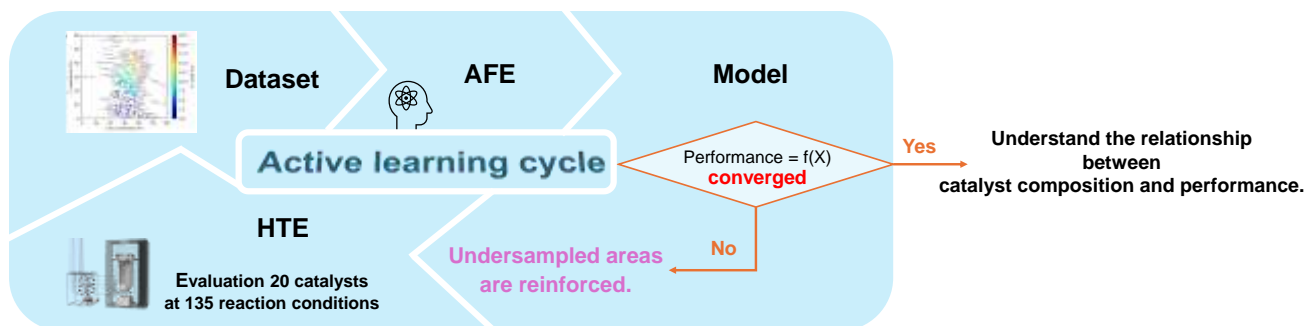 Dataset
AFE
Model
Active learning cycle
Performance = f(X)
converged
Yes
Understand the relationship
between
catalyst composition and performance.
No
Undersampled areas
are reinforced.
HTE
Evaluation 20 catalysts
at 135 reaction conditions